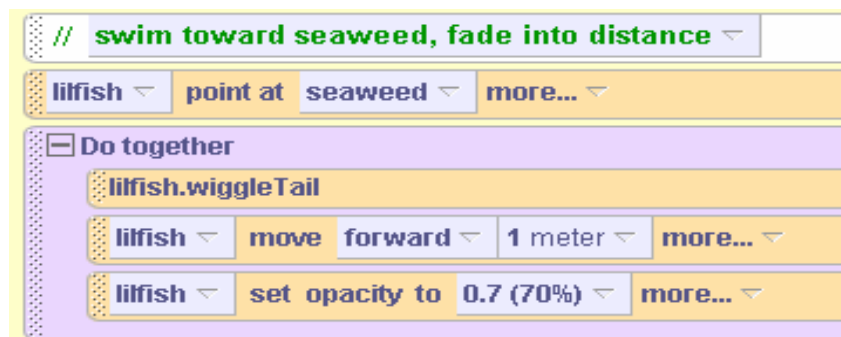 // swim toward seaweed, fade into distance
lilfish point at seaweed more...
Do together
lilfish.wiggleTail
lilfish move forward 1 meter more...
lilfish set opacity to 0.7 (70%) more...